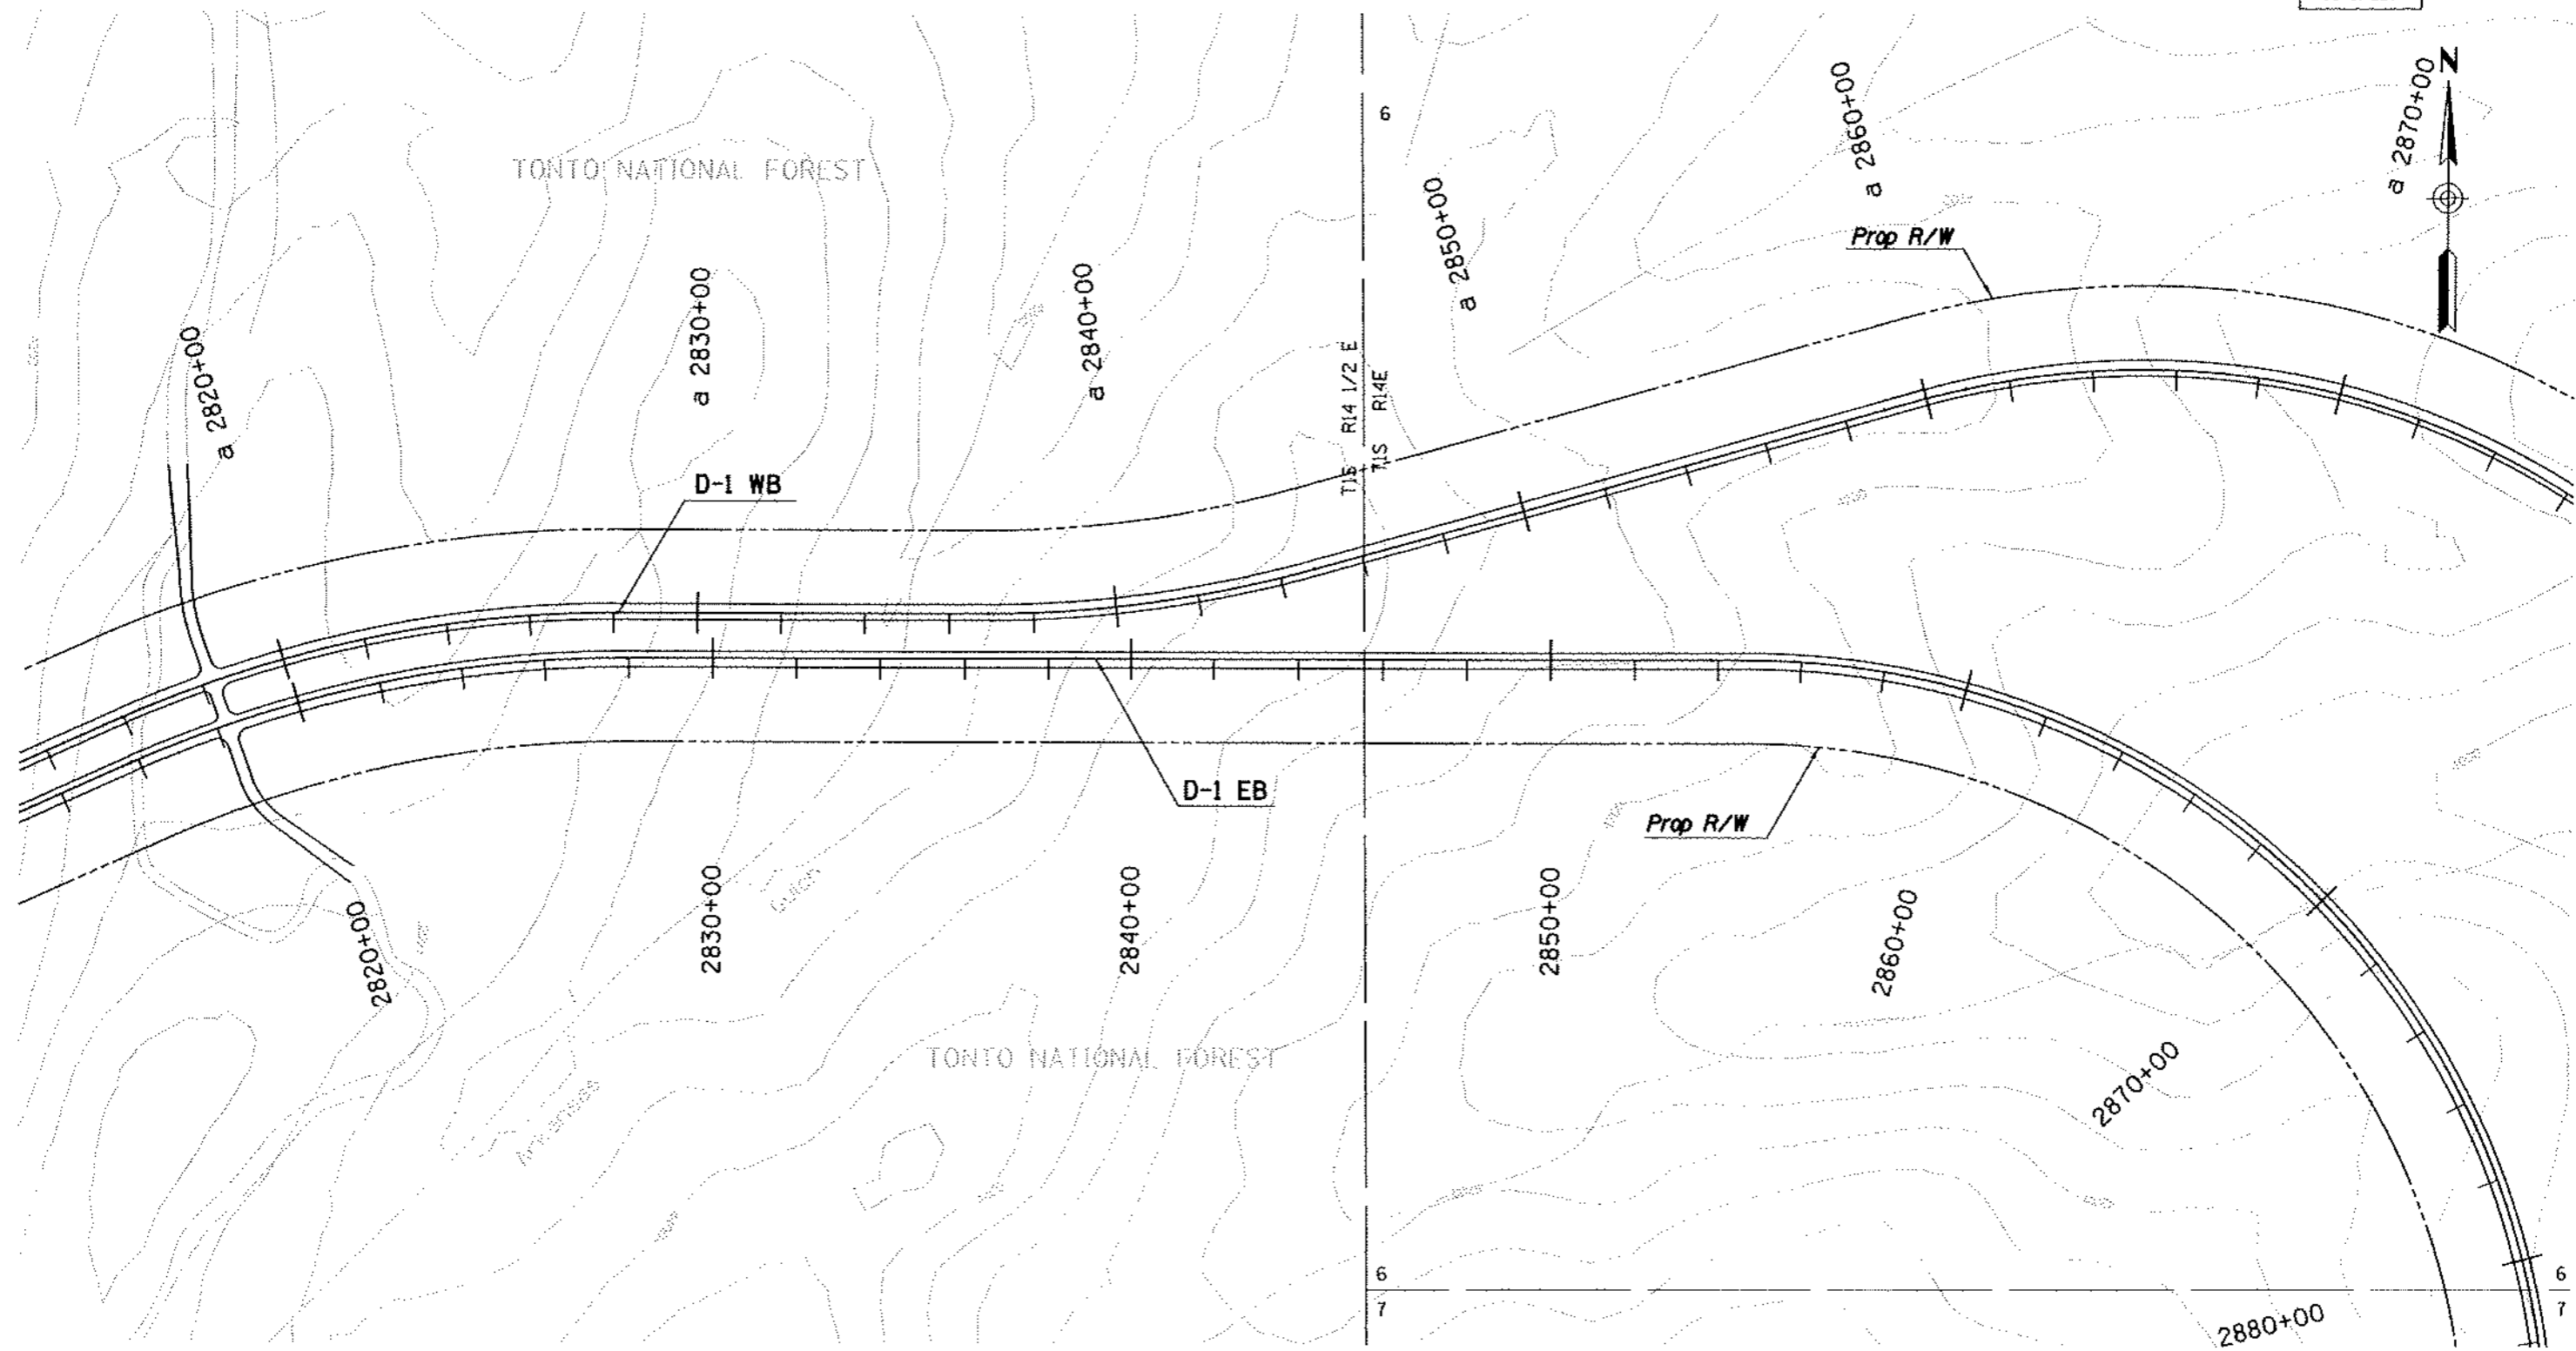 N
a 2870+00
a 2860+00
6
TONTO NATIONAL FOREST
a 2850+00
Prop R/W
a 2840+00
a 2830+00
a 2820+00
T1S R14 1/2 E
T1S R14E
D-1 WB
D-1 EB
Prop R/W
2820+00
2830+00
2840+00
2850+00
2860+00
Gulch
TONTO NATIONAL FOREST
2870+00
6
7
6
7
2880+00